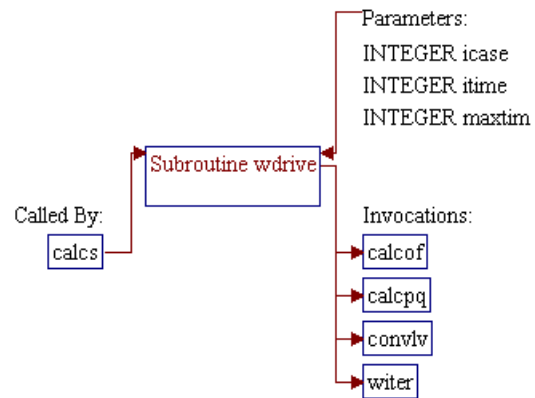 Parameters:
INTEGER icase
INTEGER itime
INTEGER maxtim
Subroutine wdrive
Called By:
calcs
Invocations:
calcof
calcpq
convlv
witer